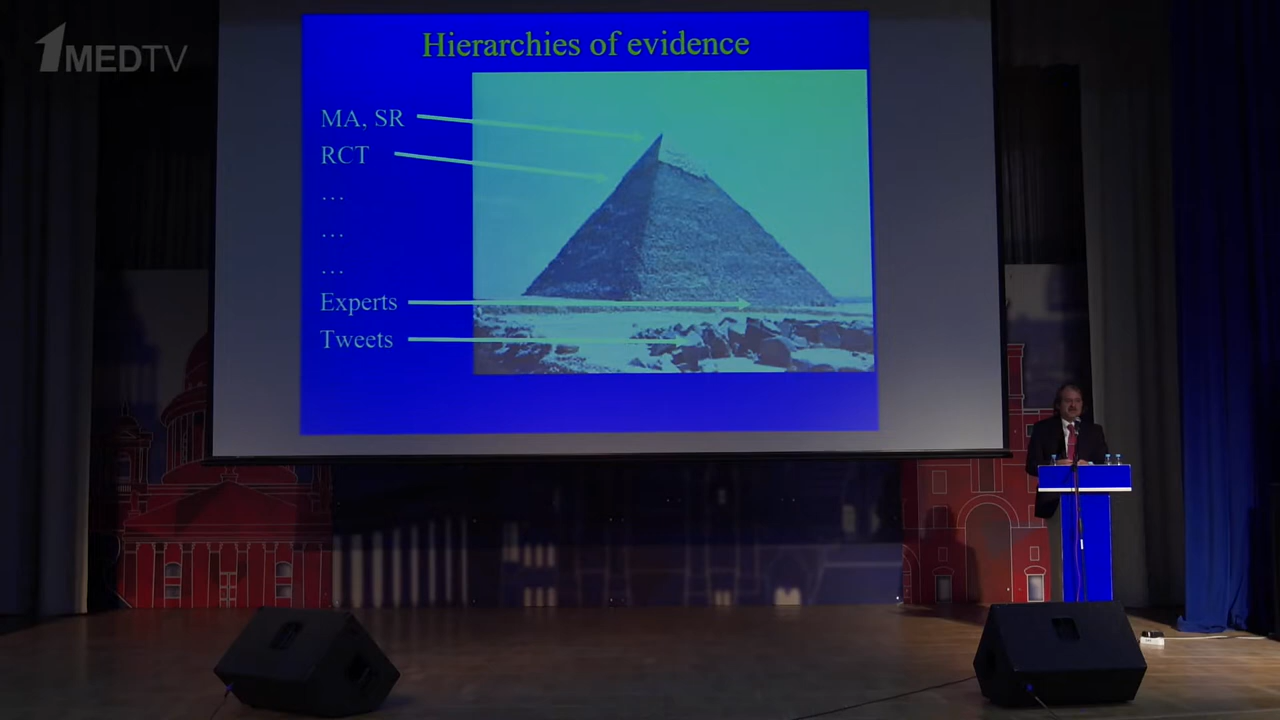 1MEDTV
Hierarchies of evidence
MA, SR
RCT
...
...
...
Experts
Tweets